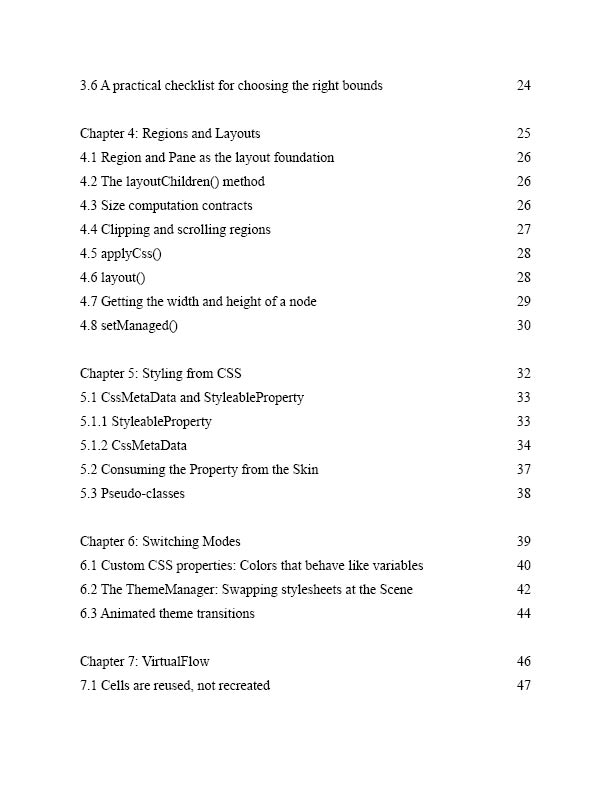 3.6 A practical checklist for choosing the right bounds 24
Chapter 4: Regions and Layouts 25
4.1 Region and Pane as the layout foundation 26
4.2 The layoutChildren() method 26
4.3 Size computation contracts 26
4.4 Clipping and scrolling regions 27
4.5 applyCss() 28
4.6 layout() 28
4.7 Getting the width and height of a node 29
4.8 setManaged() 30
Chapter 5: Styling from CSS 32
5.1 CssMetaData and StyleableProperty 33
5.1.1 StyleableProperty 33
5.1.2 CssMetaData 34
5.2 Consuming the Property from the Skin 37
5.3 Pseudo-classes 38
Chapter 6: Switching Modes 39
6.1 Custom CSS properties: Colors that behave like variables 40
6.2 The ThemeManager: Swapping stylesheets at the Scene 42
6.3 Animated theme transitions 44
Chapter 7: VirtualFlow 46
7.1 Cells are reused, not recreated 47